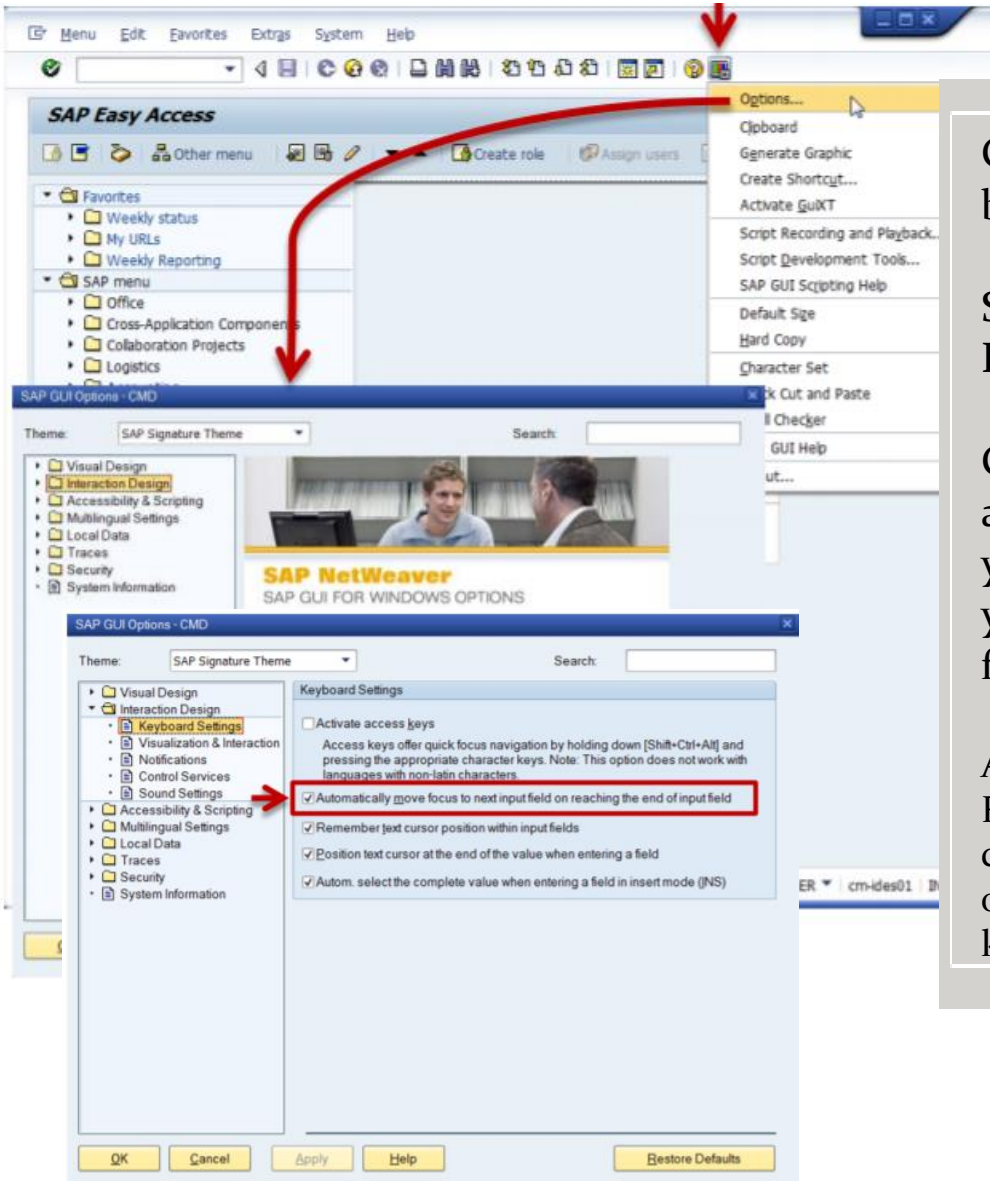 Menu Edit Favorites Extras System Help
SAP Easy Access
Other menu Create role Assign users
Favorites
Weekly status
My URLs
Weekly Reporting
SAP menu
Office
Cross-Application Components
Collaboration Projects
Logistics
Options...
Clipboard
Generate Graphic
Create Shortcut...
Activate GuiXT
Script Recording and Playback..
Script Development Tools...
SAP GUI Scripting Help
Default Size
Hard Copy
Character Set
Cut and Paste
GUI Help
SAP GUI Options - CMD
Theme: SAP Signature Theme Search:
Visual Design
Interaction Design
Accessibility & Scripting
Multilingual Settings
Local Data
Traces
Security
System Information
SAP NetWeaver
SAP GUI FOR WINDOWS OPTIONS
SAP GUI Options - CMD
Theme: SAP Signature Theme Search:
Visual Design
Interaction Design
Keyboard Settings
Visualization & Interaction
Notifications
Control Services
Sound Settings
Accessibility & Scripting
Multilingual Settings
Local Data
Traces
Security
System Information
Keyboard Settings
Activate access keys
Access keys offer quick focus navigation by holding down [Shift+Ctrl+Alt] and
pressing the appropriate character keys. Note: This option does not work with
languages with non-latin characters.
Automatically move focus to next input field on reaching the end of input field
Remember text cursor position within input fields
Position text cursor at the end of the value when entering a field
Autom. select the complete value when entering a field in insert mode (INS)
cm-ides01
OK Cancel Apply Help Restore Defaults